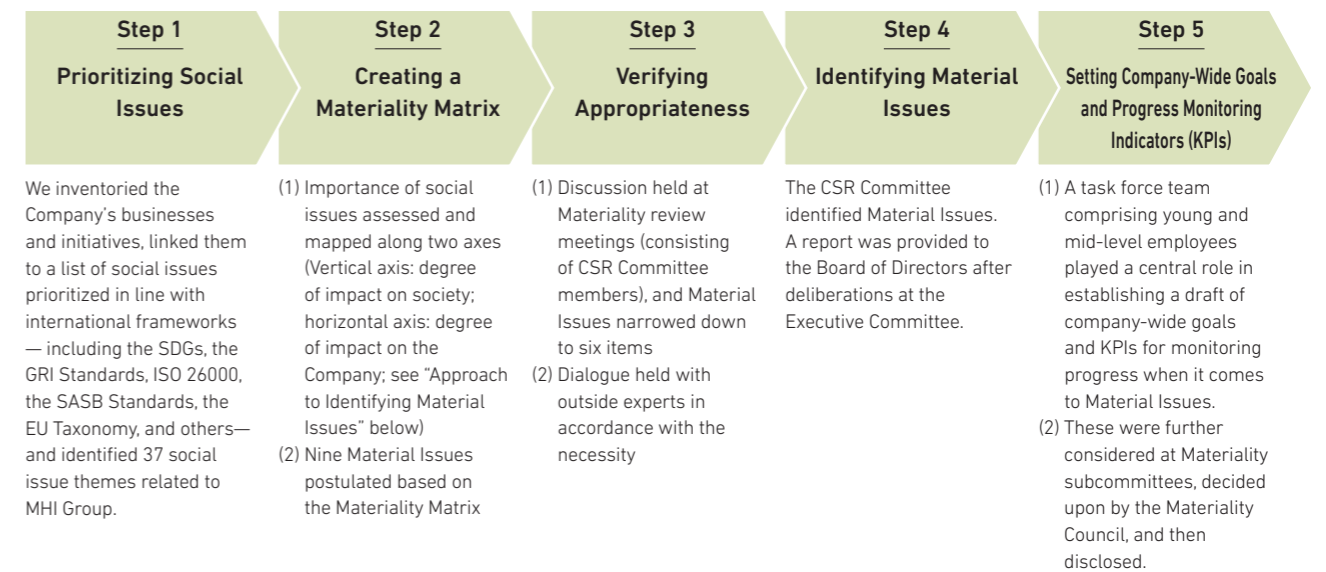 Step 1
Prioritizing Social
Issues
We inventoried the
Company's businesses
and initiatives, linked them
to a list of social issues
prioritized in line with
international frameworks
— including the SDGs, the
GRI Standards, ISO 26000,
the SASB Standards, the
EU Taxonomy, and others—
and identified 37 social
issue themes related to
MHI Group.
Step 2
Creating a
Materiality Matrix
(1) Importance of social
issues assessed and
mapped along two axes
(Vertical axis: degree
of impact on society;
horizontal axis: degree
of impact on the
Company; see “Approach
to Identifying Material
Issues” below)
(2) Nine Material Issues
postulated based on
the Materiality Matrix
Step 3
Verifying
Appropriateness
(1) Discussion held at
Materiality review
meetings (consisting
of CSR Committee
members), and Material
Issues narrowed down
to six items
(2) Dialogue held with
outside experts in
accordance with the
necessity
Step 4
Identifying Material
Issues
The CSR Committee
identified Material Issues.
A report was provided to
the Board of Directors after
deliberations at the
Executive Committee.
Step 5
Setting Company-Wide Goals
and Progress Monitoring
Indicators (KPIs)
(1) A task force team
comprising young and
mid-level employees
played a central role in
establishing a draft of
company-wide goals
and KPIs for monitoring
progress when it comes
to Material Issues.
(2) These were further
considered at Materiality
subcommittees, decided
upon by the Materiality
Council, and then
disclosed.